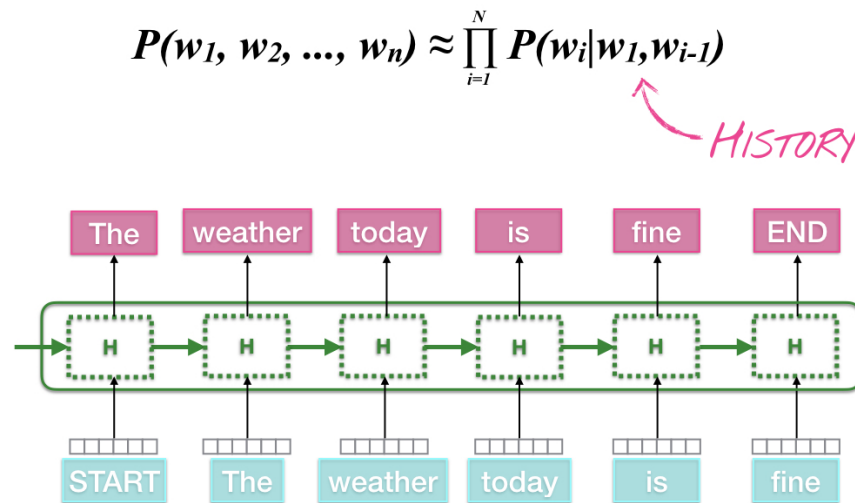 P(w₁, w₂, ..., wₙ) ≈ ∏ᵢ₌₁ᴺ P(wᵢ|w₁,wᵢ₋₁)
HISTORY
The weather today is fine END
H H H H H H
START The weather today is fine